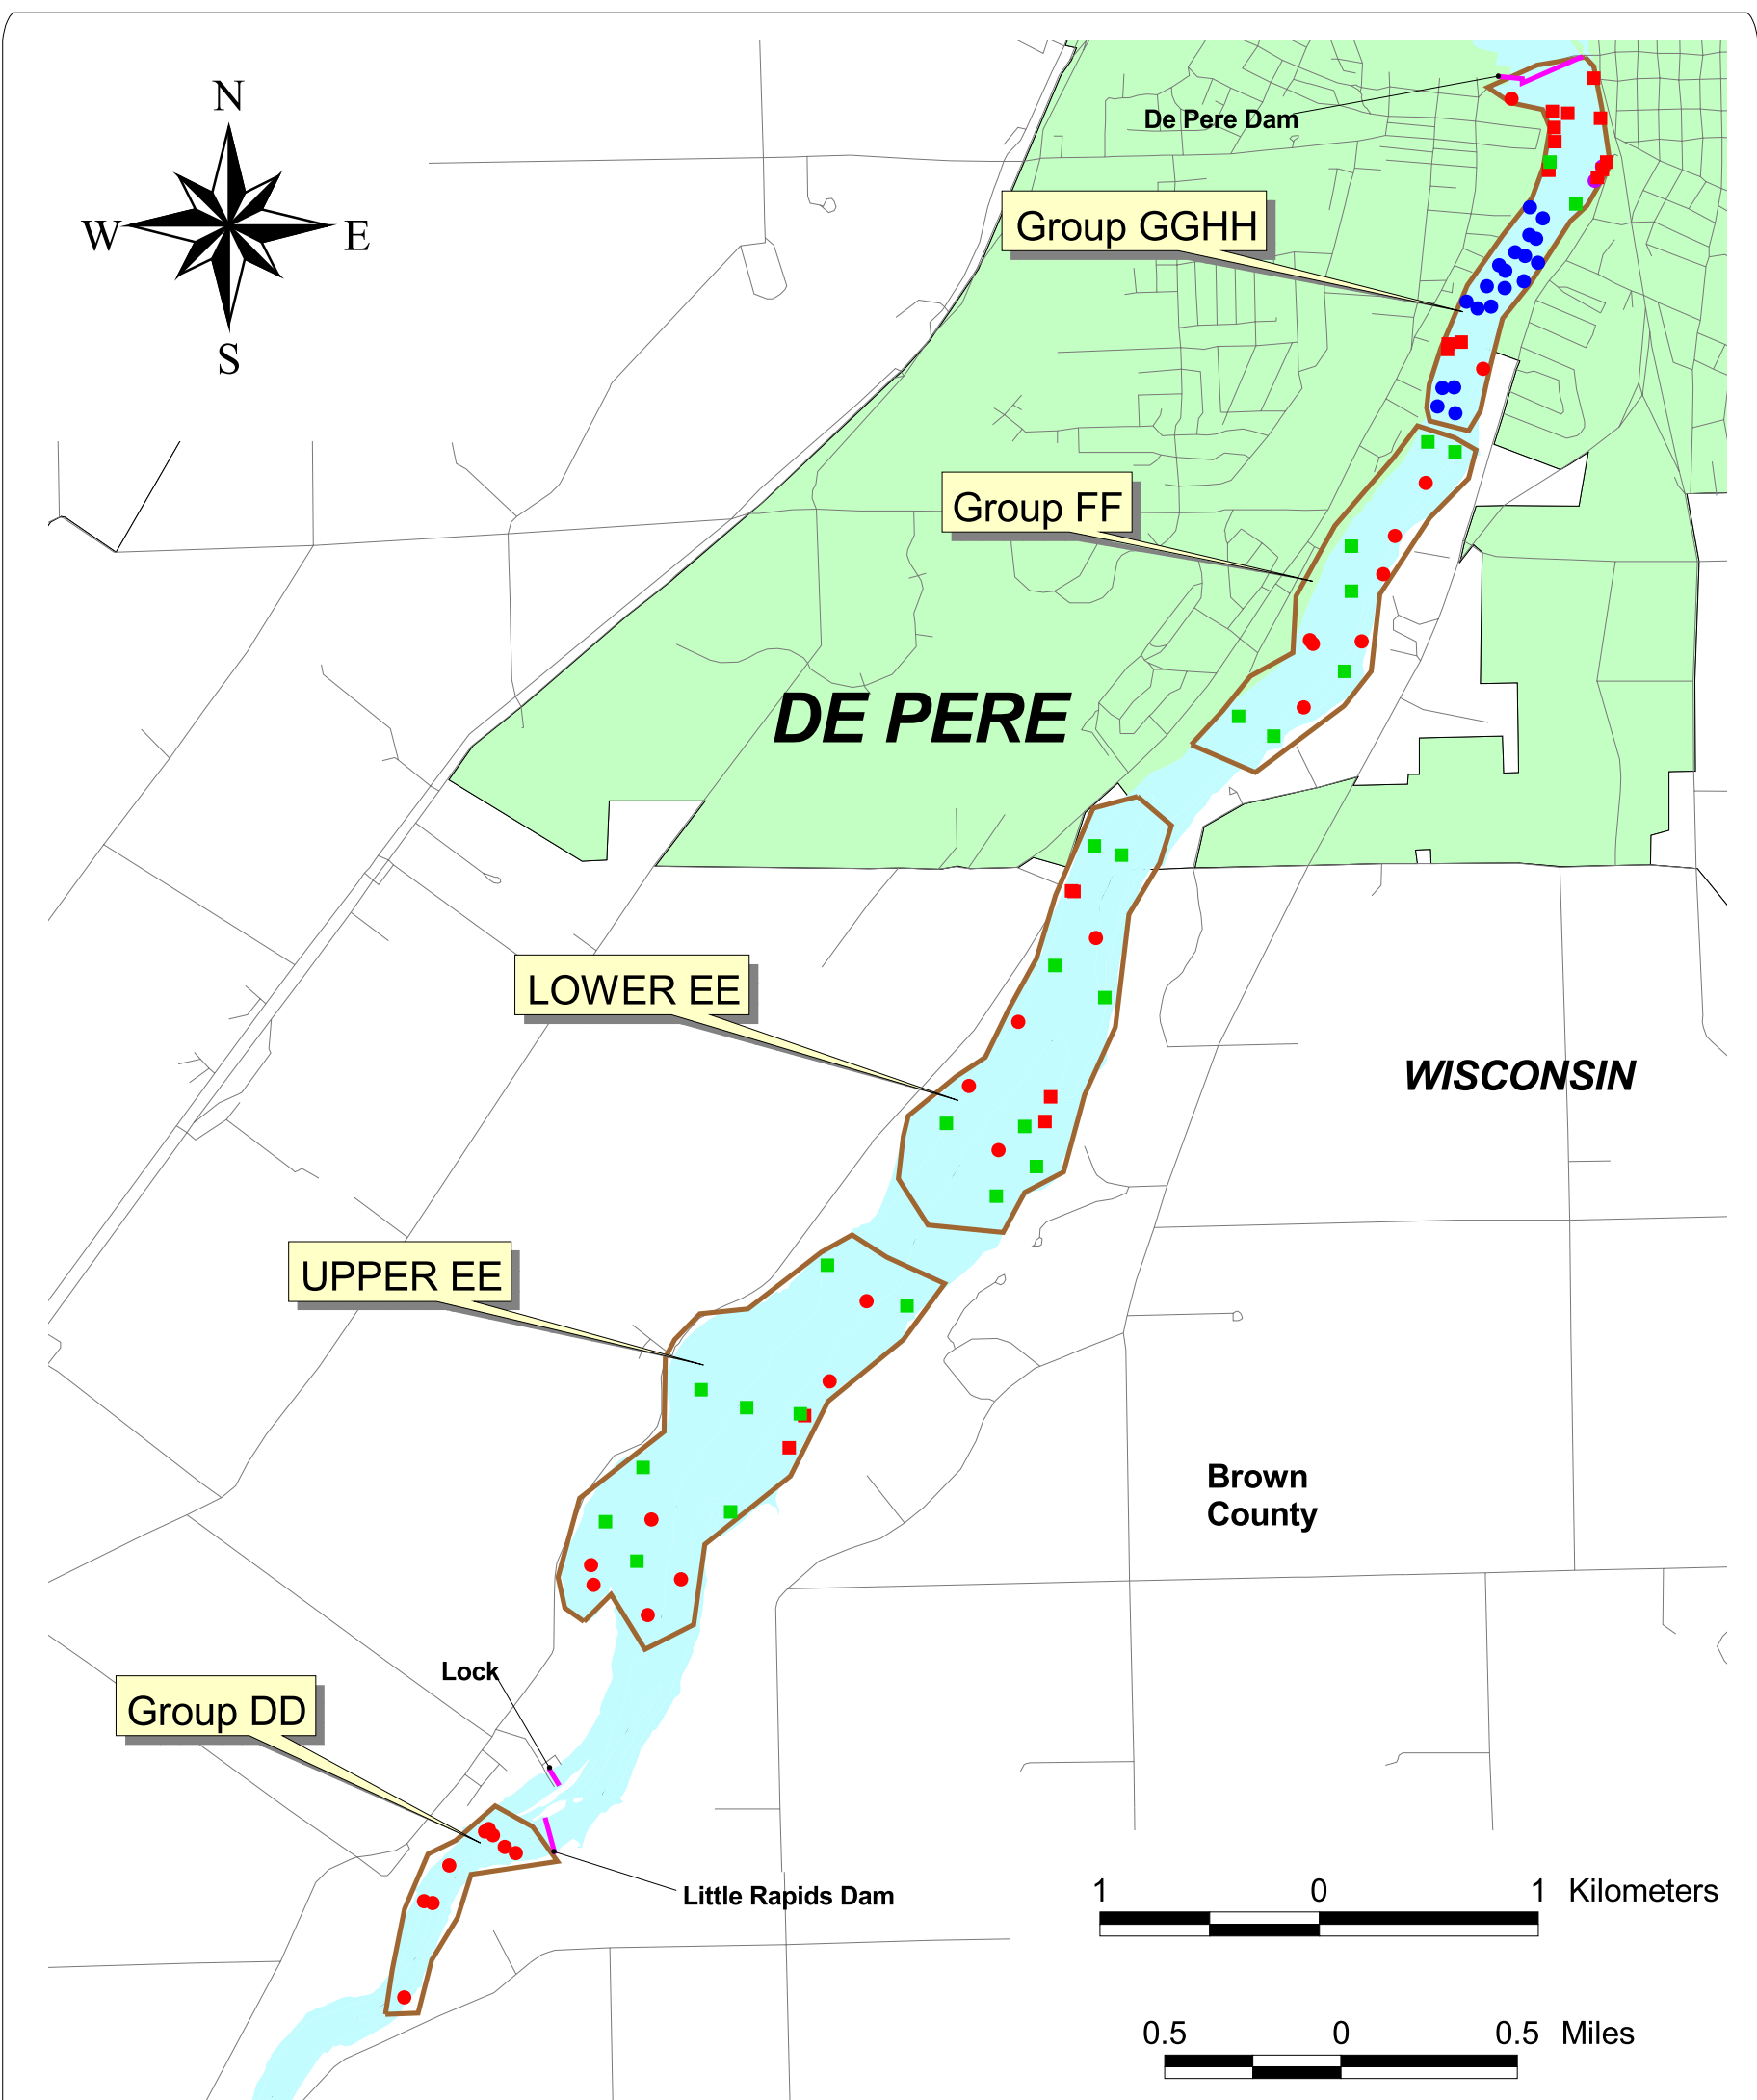 N
De Pere Dam
W
E
Group GGHH
S
Group FF
DE PERE
LOWER EE
WISCONSIN
UPPER EE
Brown
County
Lock
Group DD
Little Rapids Dam
1 0 1 Kilometers
0.5 0 0.5 Miles